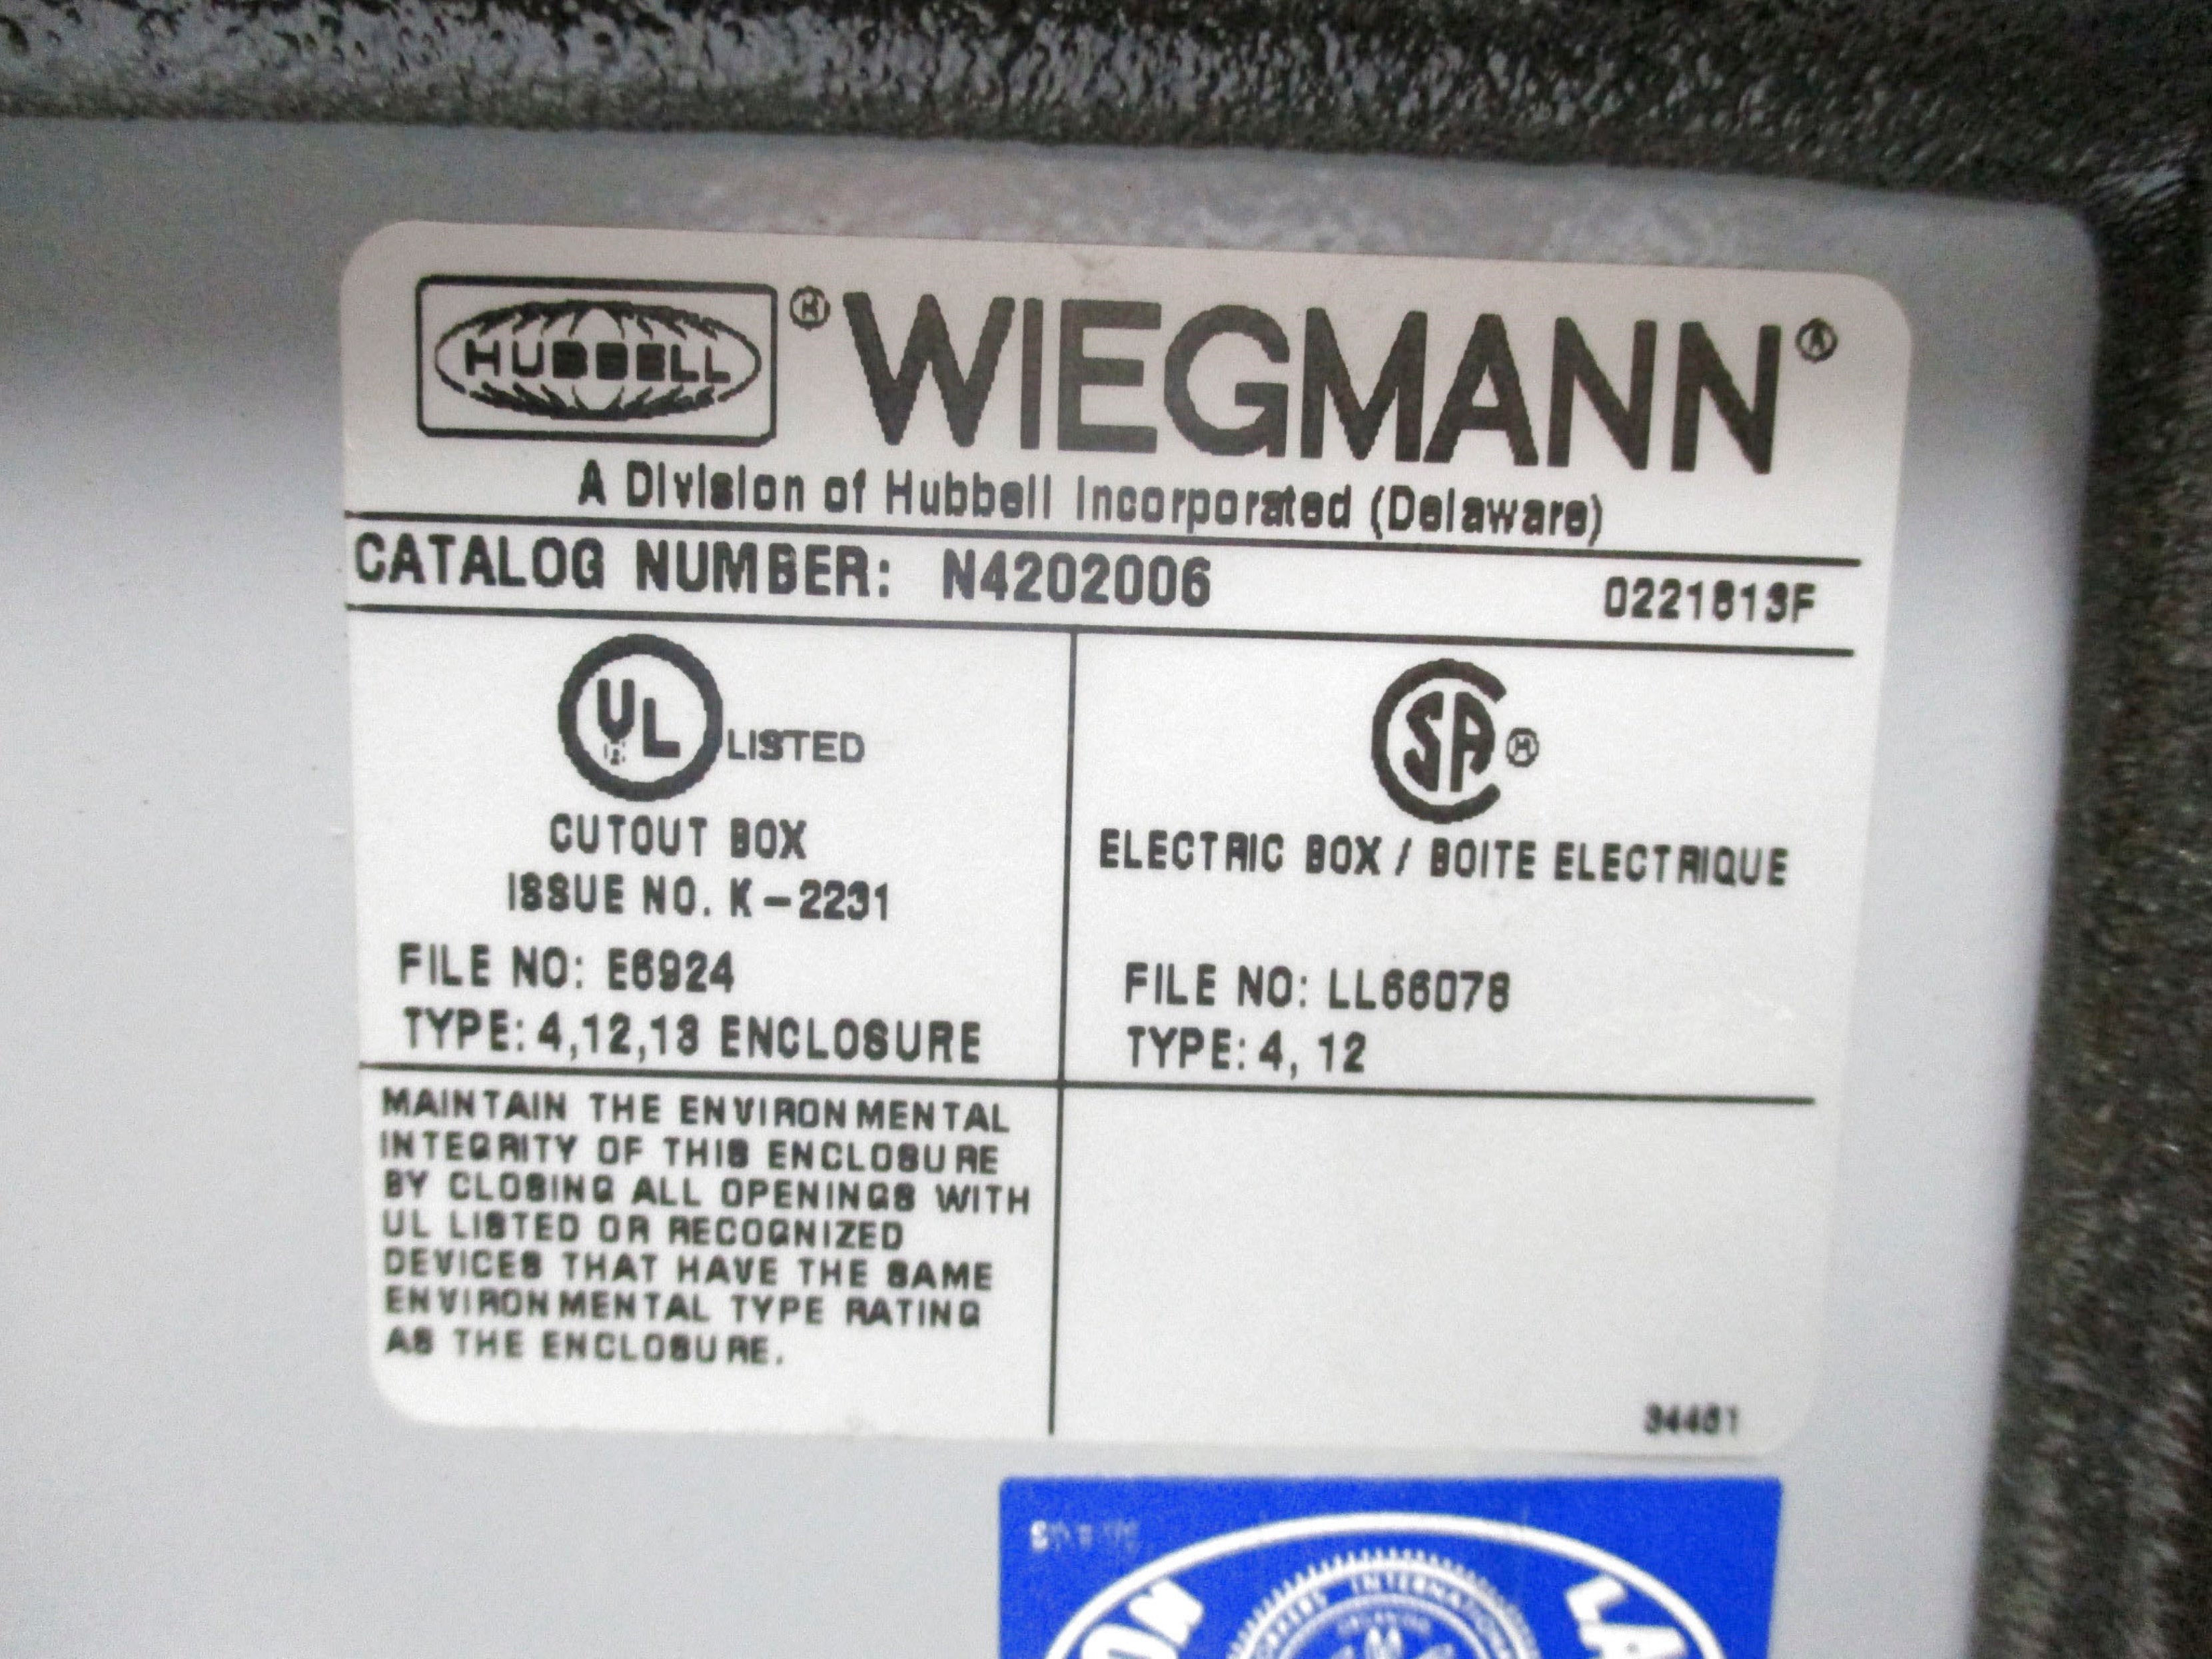 HUBBELL ® WIEGMANN ®
A Division of Hubbell Incorporated (Delaware)
CATALOG NUMBER: N4202006 0221813F
UL LISTED
CUTOUT BOX
ISSUE NO. K-2231
FILE NO: E6924
TYPE: 4,12,13 ENCLOSURE
MAINTAIN THE ENVIRONMENTAL
INTEGRITY OF THIS ENCLOSURE
BY CLOSING ALL OPENINGS WITH
UL LISTED OR RECOGNIZED
DEVICES THAT HAVE THE SAME
ENVIRONMENTAL TYPE RATING
AS THE ENCLOSURE.
CSA ®
ELECTRIC BOX / BOITE ELECTRIQUE
FILE NO: LL66078
TYPE: 4, 12
INTERNATIONAL